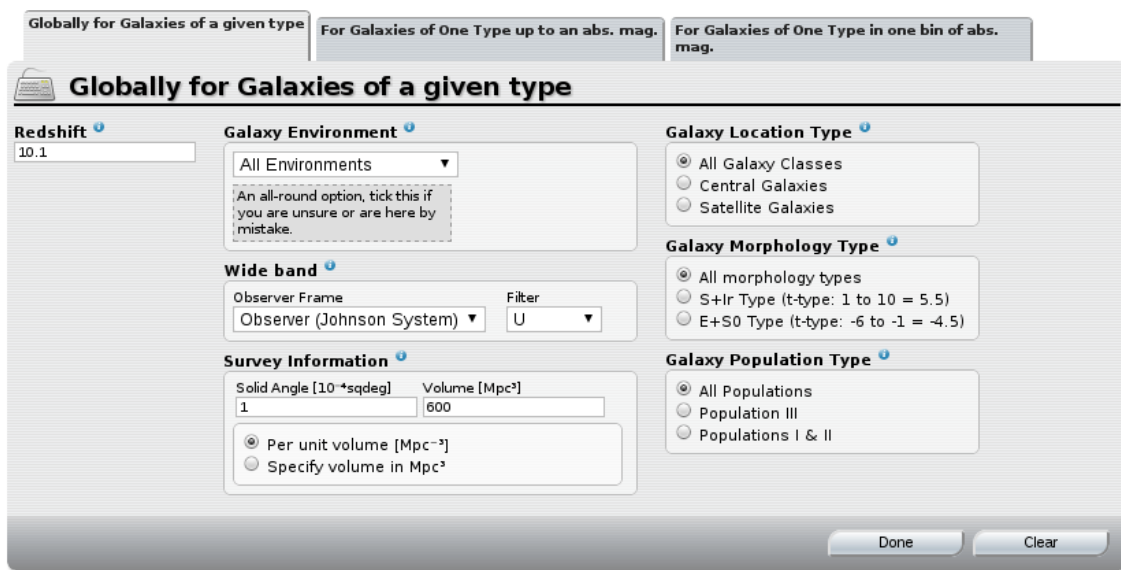 Globally for Galaxies of a given type
For Galaxies of One Type up to an abs. mag.
For Galaxies of One Type in one bin of abs.
mag.
Globally for Galaxies of a given type
Redshift
10.1
Galaxy Environment
All Environments
An all-round option, tick this if
you are unsure or are here by
mistake.
Wide band
Observer Frame
Filter
Observer (Johnson System)
U
Survey Information
Solid Angle [10⁻⁴sqdeg]
Volume [Mpc³]
1
600
Per unit volume [Mpc⁻³]
Specify volume in Mpc³
Galaxy Location Type
All Galaxy Classes
Central Galaxies
Satellite Galaxies
Galaxy Morphology Type
All morphology types
S+Ir Type (t-type: 1 to 10 = 5.5)
E+S0 Type (t-type: -6 to -1 = -4.5)
Galaxy Population Type
All Populations
Population III
Populations I & II
Done
Clear